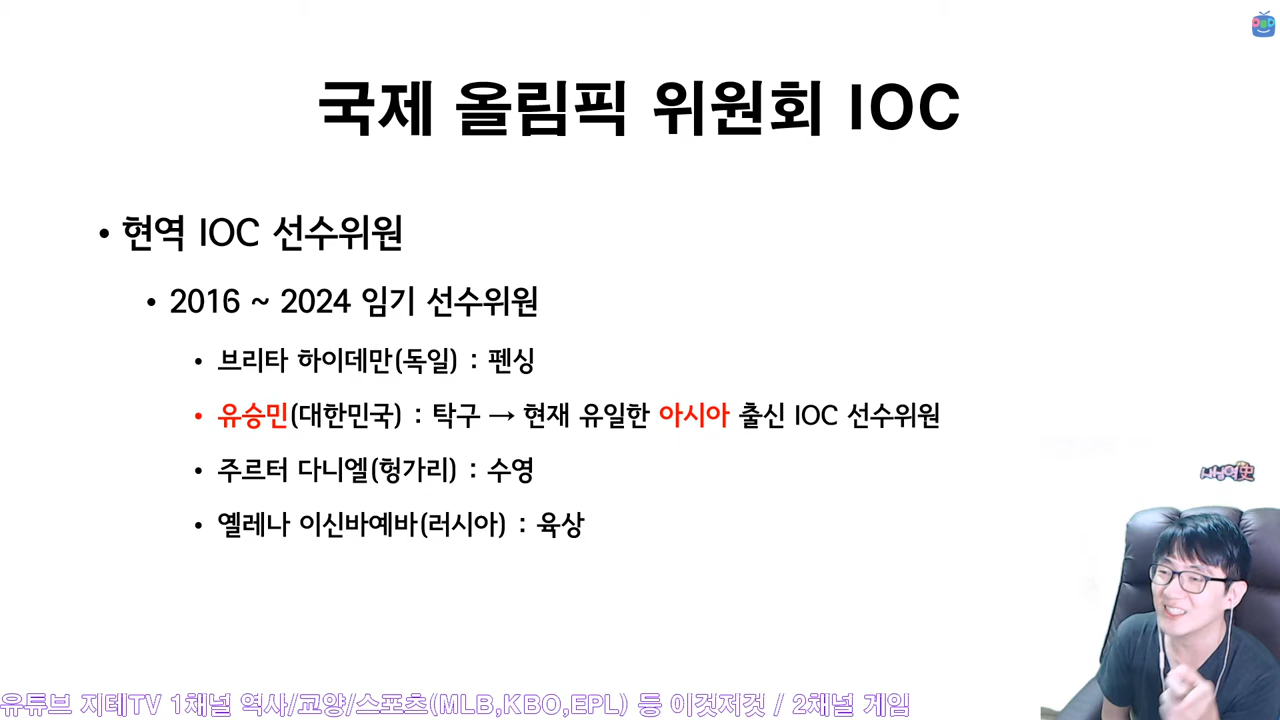 국제 올림픽 위원회 IOC
• 현역 IOC 선수위원
• 2016 ~ 2024 임기 선수위원
• 브리타 하이데만(독일) : 펜싱
• 유승민(대한민국) : 탁구 → 현재 유일한 아시아 출신 IOC 선수위원
• 주르터 다니엘(헝가리) : 수영
• 옐레나 이신바예바(러시아) : 육상
유튜브 지테TV 1채널 역사/교양/스포츠(MLB,KBO,EPL) 등 이것저것 / 2채널 게임